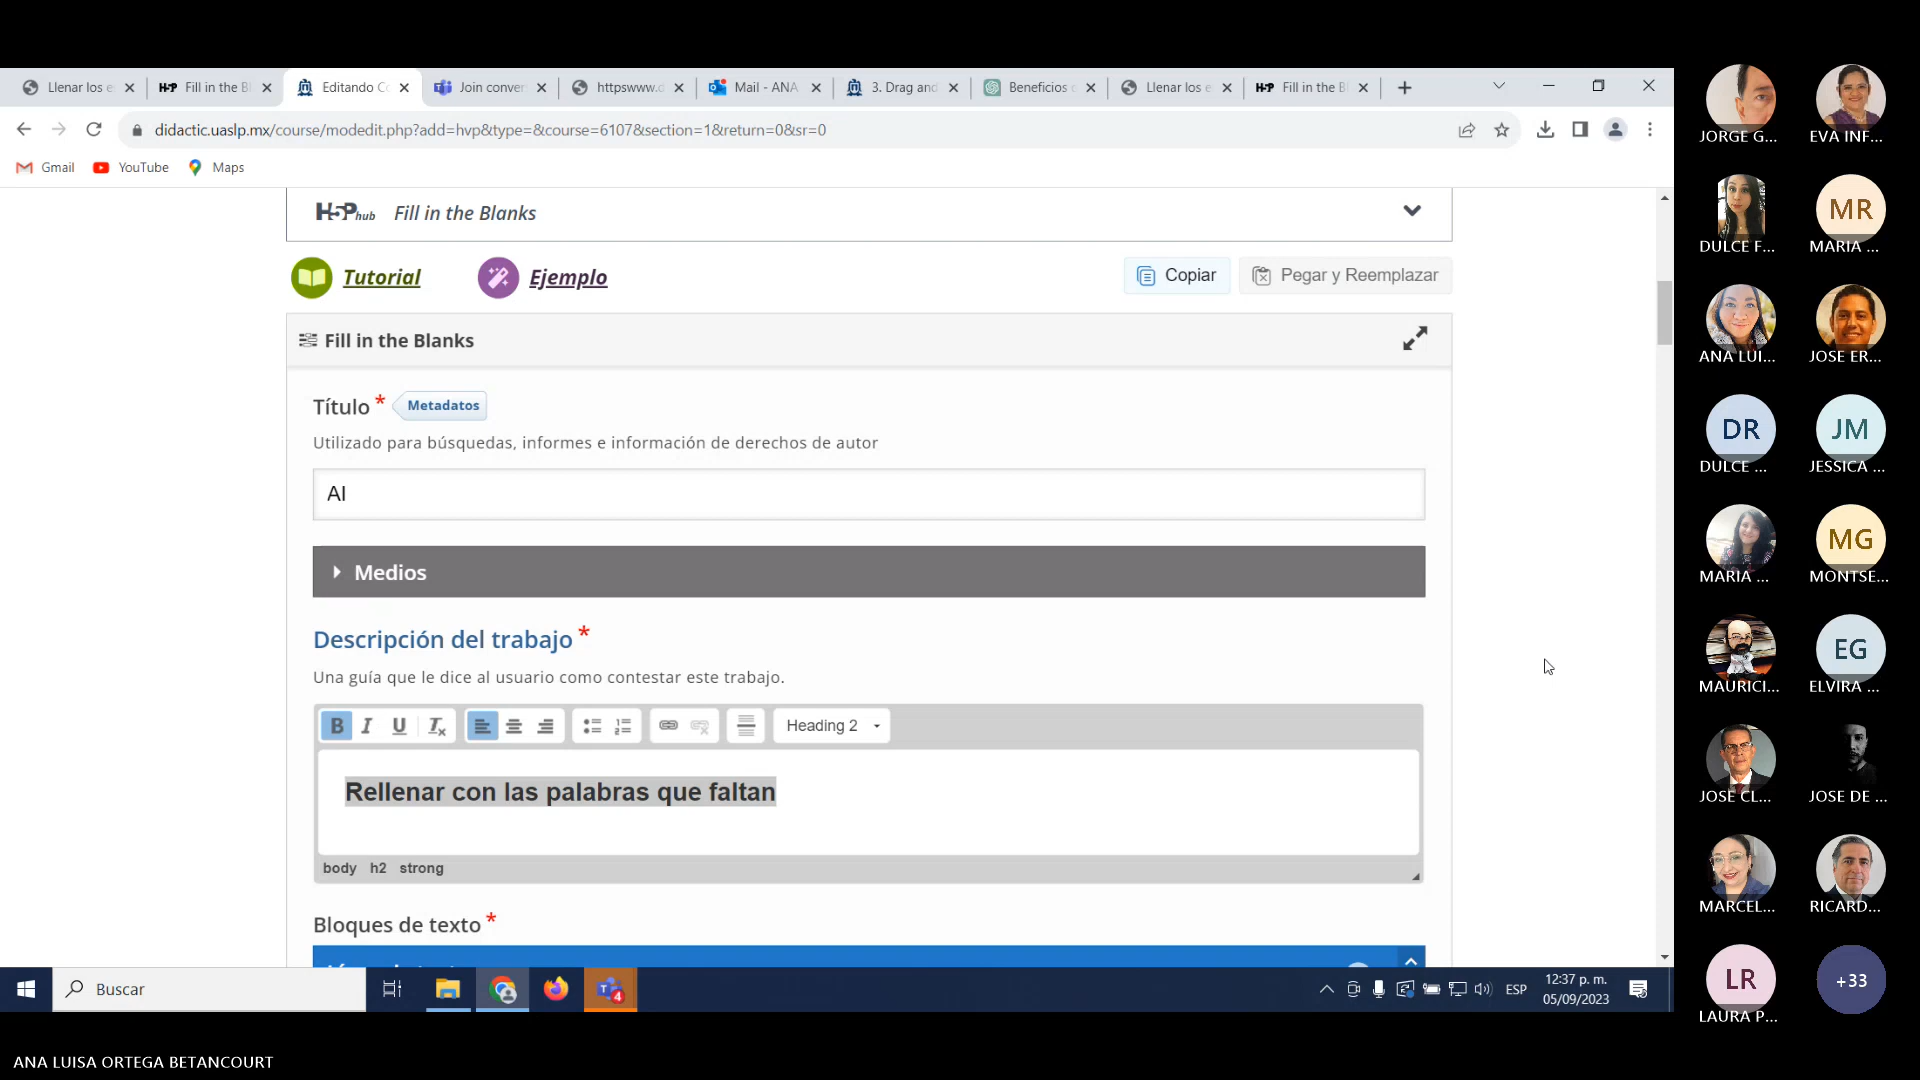 Llenar los e
H5P Fill in the Bl
Editando Co
Join conver
httpswww.d
Mail - ANA
3. Drag and
Beneficios d
Llenar los e
H5P Fill in the Bl
didactic.uaslp.mx/course/modedit.php?add=hvp&type=&course=6107&section=1&return=0&sr=0
Gmail
YouTube
Maps
H5P hub Fill in the Blanks
Tutorial
Ejemplo
Copiar
Pegar y Reemplazar
Fill in the Blanks
Título *
Metadatos
Utilizado para búsquedas, informes e información de derechos de autor
AI
Medios
Descripción del trabajo *
Una guía que le dice al usuario como contestar este trabajo.
B I U Tx
Heading 2
Rellenar con las palabras que faltan
body h2 strong
Bloques de texto *
Buscar
4
ESP
12:37 p. m.
05/09/2023
JORGE G...
EVA INF...
DULCE F...
MR
MARIA ...
ANA LUI...
JOSE ER...
DR
DULCE ...
JM
JESSICA ...
MARIA ...
MG
MONTSE...
MAURICI...
EG
ELVIRA ...
JOSE CL...
JOSE DE ...
MARCEL...
RICARD...
LR
LAURA P...
+33
ANA LUISA ORTEGA BETANCOURT